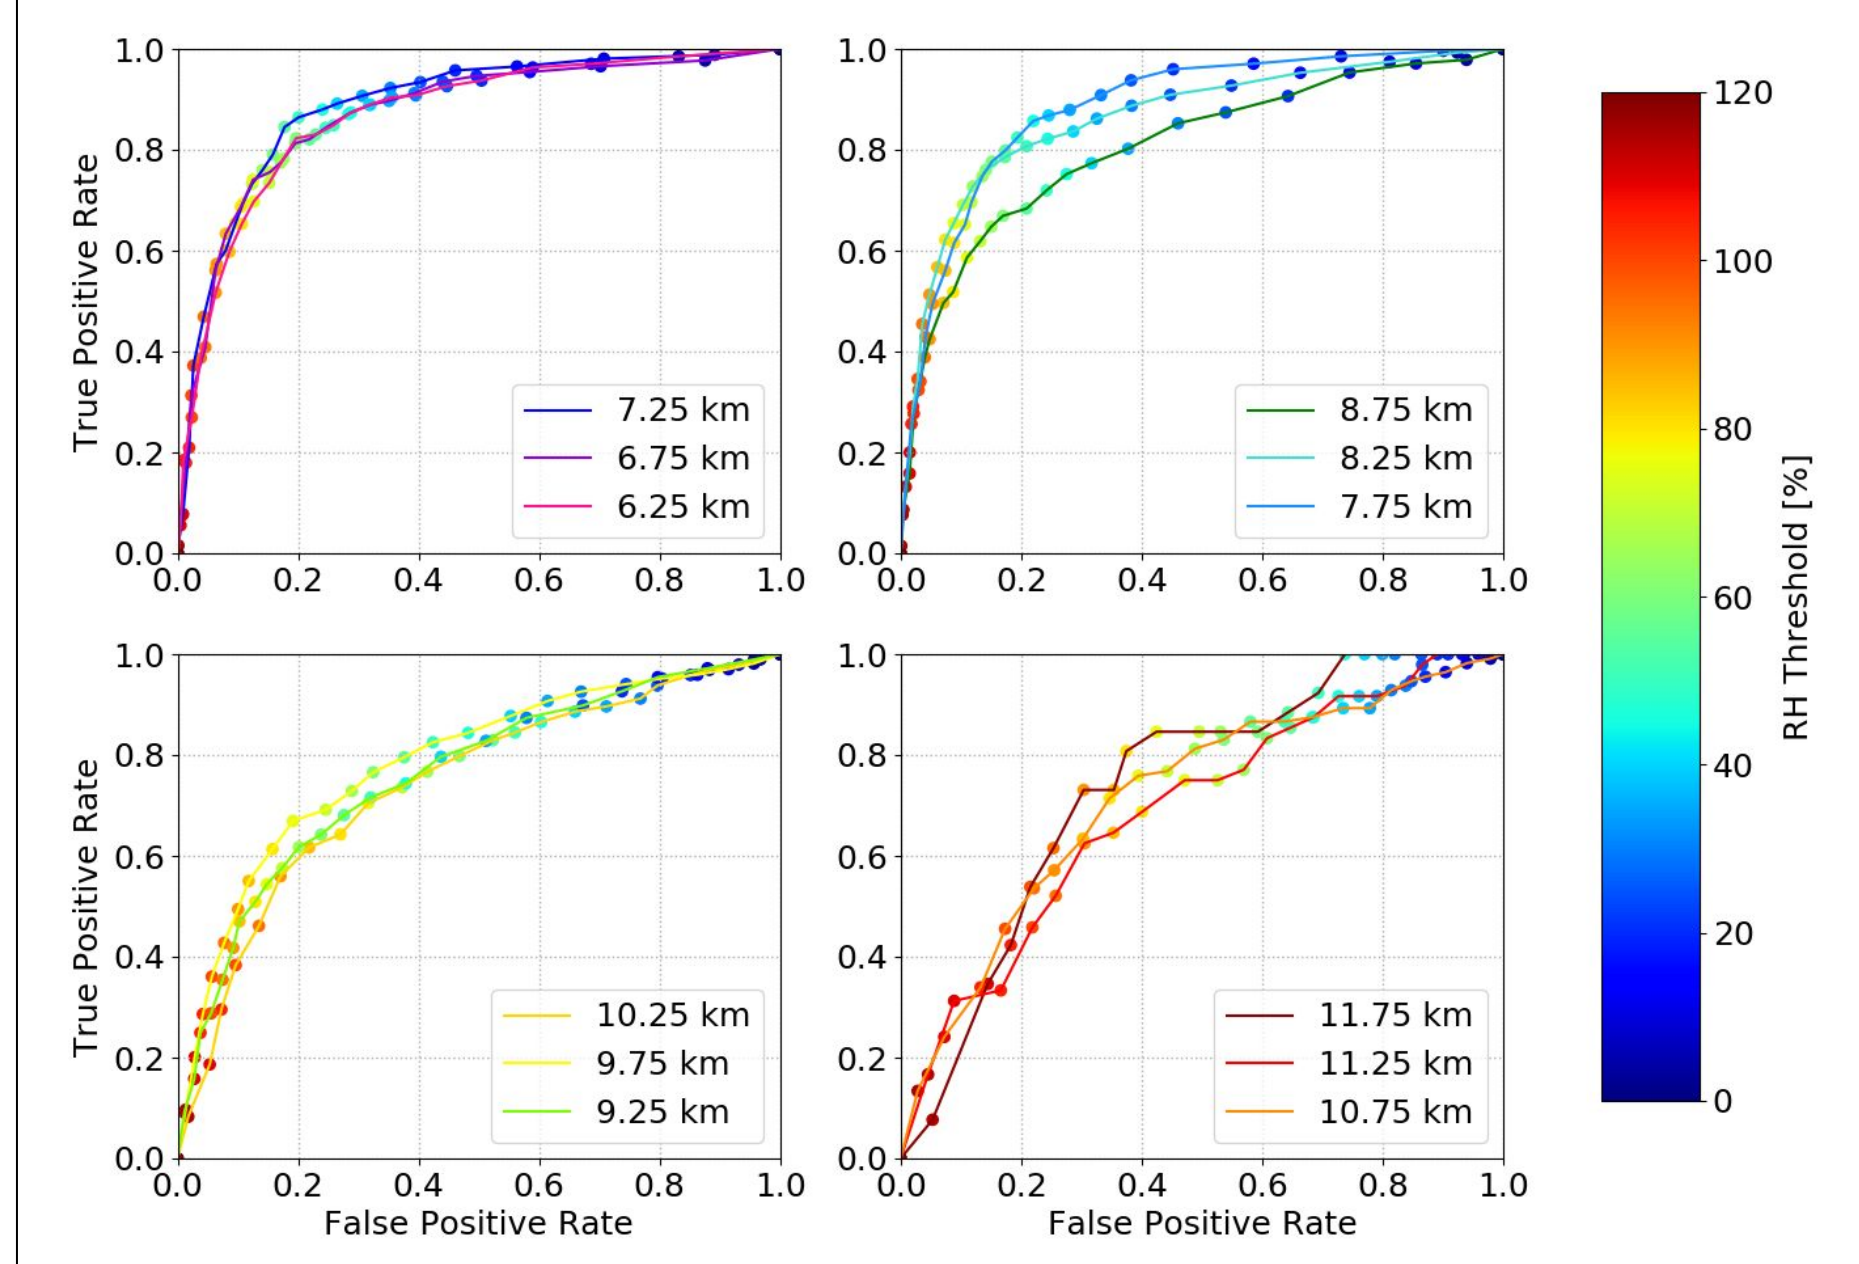 1.0
0.8
0.6
0.4
0.2
0.0
True Positive Rate
0.0 0.2 0.4 0.6 0.8 1.0
7.25 km
6.75 km
6.25 km
1.0
0.8
0.6
0.4
0.2
0.0
0.0 0.2 0.4 0.6 0.8 1.0
8.75 km
8.25 km
7.75 km
1.0
0.8
0.6
0.4
0.2
0.0
True Positive Rate
0.0 0.2 0.4 0.6 0.8 1.0
False Positive Rate
10.25 km
9.75 km
9.25 km
1.0
0.8
0.6
0.4
0.2
0.0
0.0 0.2 0.4 0.6 0.8 1.0
False Positive Rate
11.75 km
11.25 km
10.75 km
120
100
80
60
40
20
0
RH Threshold [%]